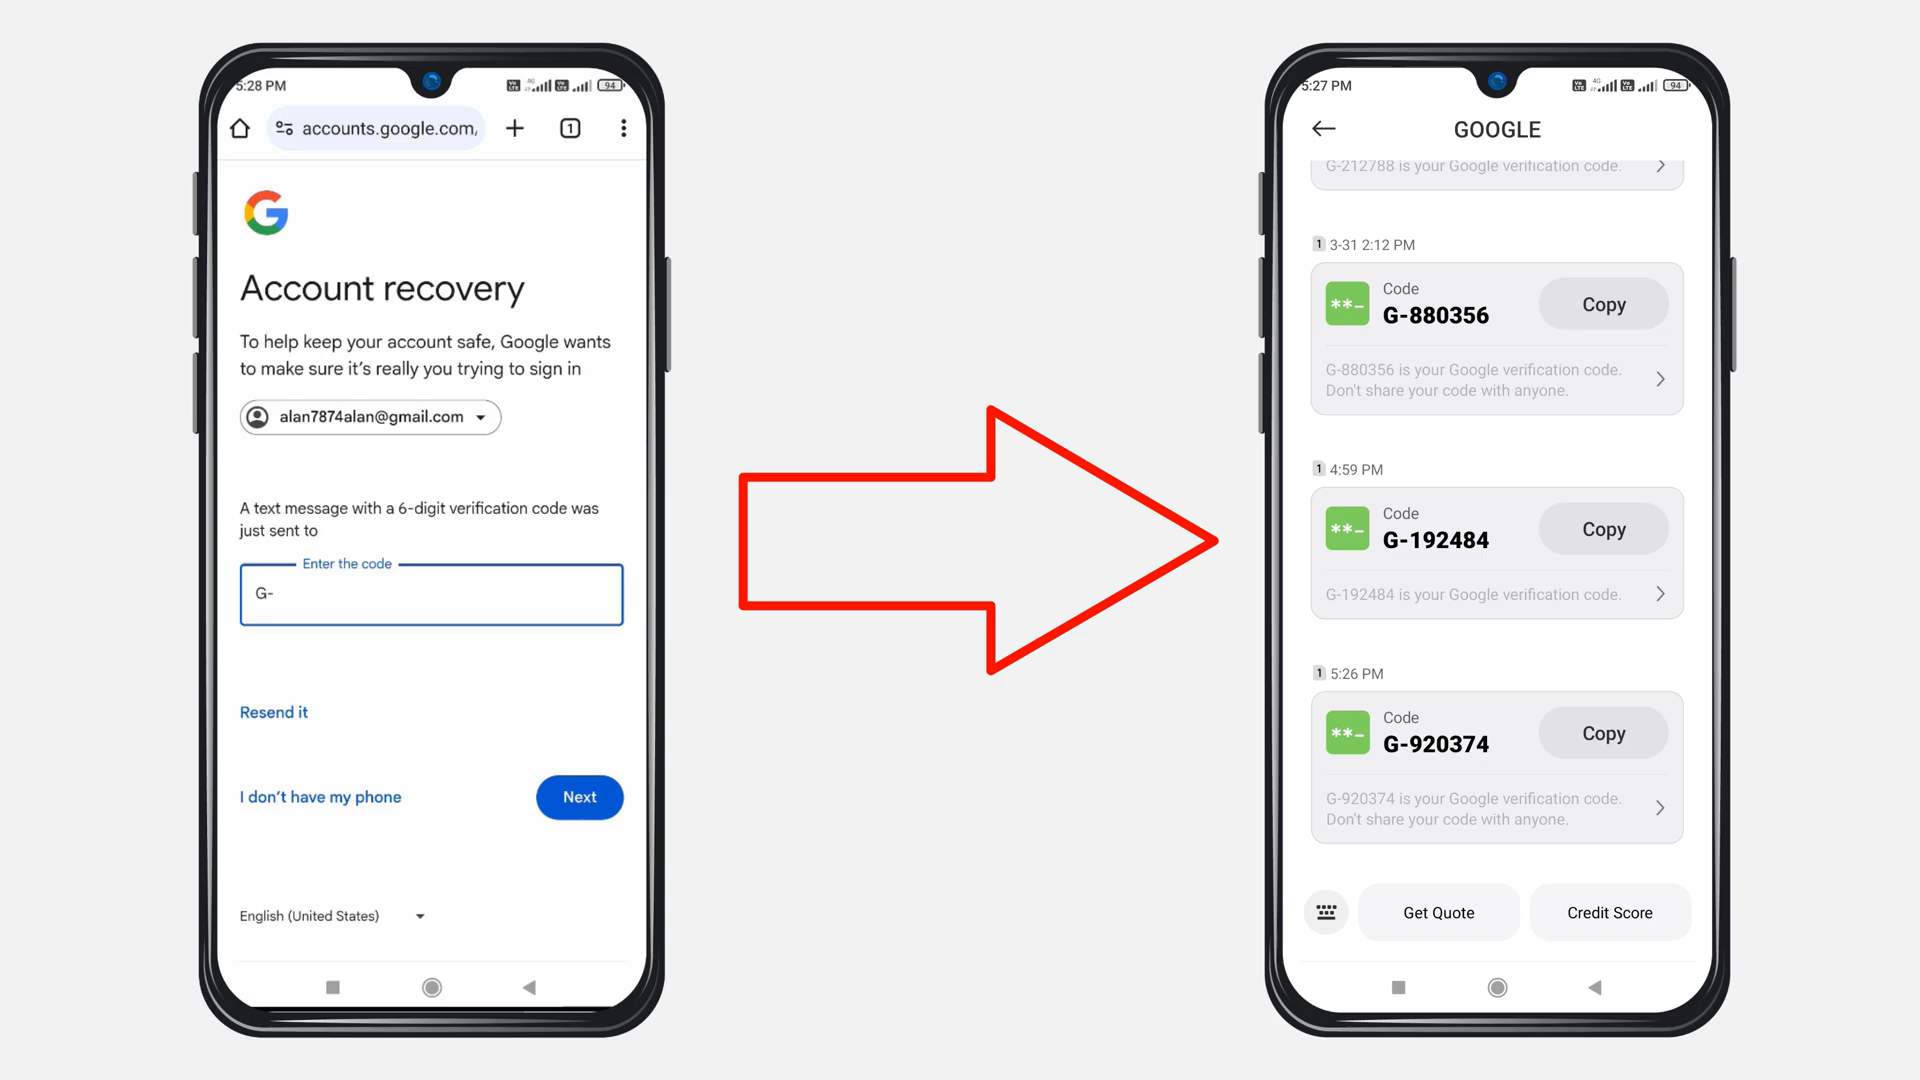 5:28 PM
94
accounts.google.com/
1
Account recovery
To help keep your account safe, Google wants
to make sure it's really you trying to sign in
alan7874alan@gmail.com
A text message with a 6-digit verification code was
just sent to
Enter the code
G-
Resend it
I don't have my phone
Next
English (United States)
5:27 PM
4G
94
GOOGLE
G-212788 is your Google verification code.
1 3-31 2:12 PM
Code
G-880356
Copy
G-880356 is your Google verification code.
Don't share your code with anyone.
1 4:59 PM
Code
G-192484
Copy
G-192484 is your Google verification code.
1 5:26 PM
Code
G-920374
Copy
G-920374 is your Google verification code.
Don't share your code with anyone.
Get Quote
Credit Score